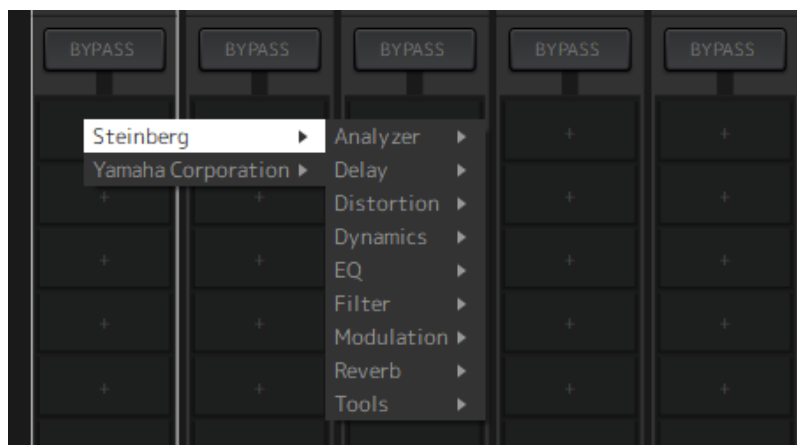 BYPASS BYPASS BYPASS BYPASS BYPASS
Steinberg
Yamaha Corporation
Analyzer
Delay
Distortion
Dynamics
EQ
Filter
Modulation
Reverb
Tools